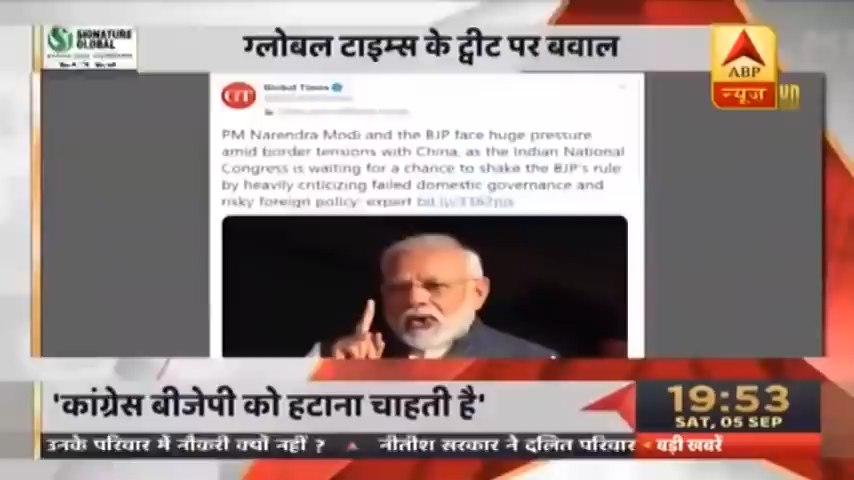 SIGNATURE
GLOBAL
ग्लोबल टाइम्स के ट्वीट पर बवाल
ABP
न्यूज़
GT
Global Times
PM Narendra Modi and the BJP face huge pressure
amid border tensions with China, as the Indian National
Congress is waiting for a chance to shake the BJP's rule
by heavily criticizing failed domestic governance and
risky foreign policy: expert
'कांग्रेस बीजेपी को हटाना चाहती है'
19:53
SAT, 05 SEP
उनके परिवार में नौकरी क्यों नहीं ? नीतीश सरकार ने दलित परिवार
बड़ी खबरें